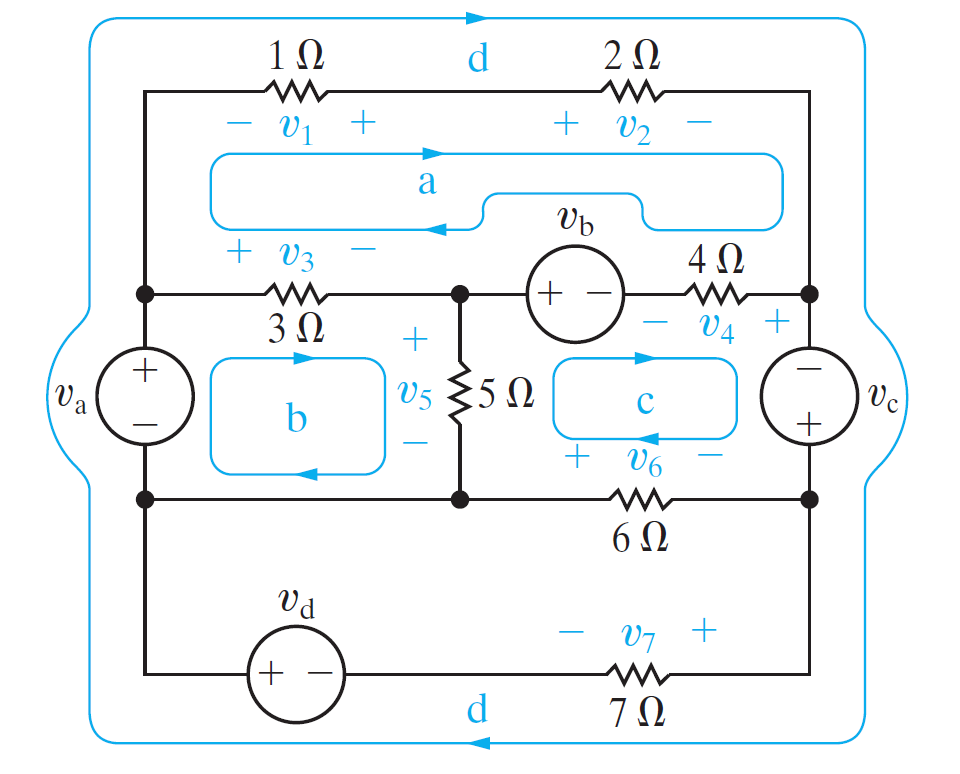 1 Ω d 2 Ω
− v1 + + v2 −
a
vb
+ v3 − 4 Ω
+ −
3 Ω − v4 +
+ + −
va b v5 5 Ω c vc
− − +
+ v6 −
6 Ω
vd
− v7 +
+ −
d 7 Ω